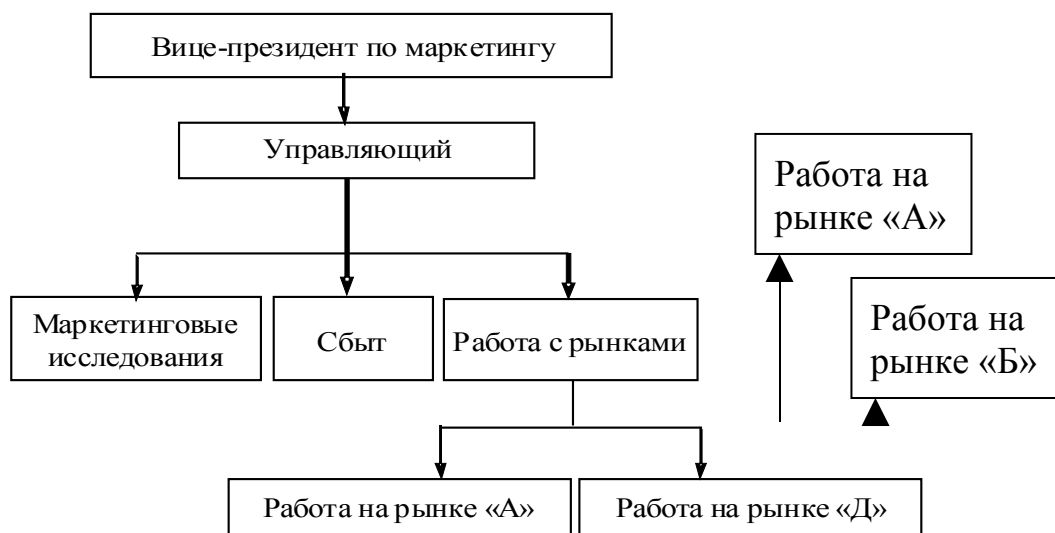 Вице-президент по маркетингу
Управляющий
Работа на
рынке «А»
Маркетинговые
исследования
Сбыт
Работа с рынками
Работа на
рынке «Б»
Работа на рынке «А»
Работа на рынке «Д»